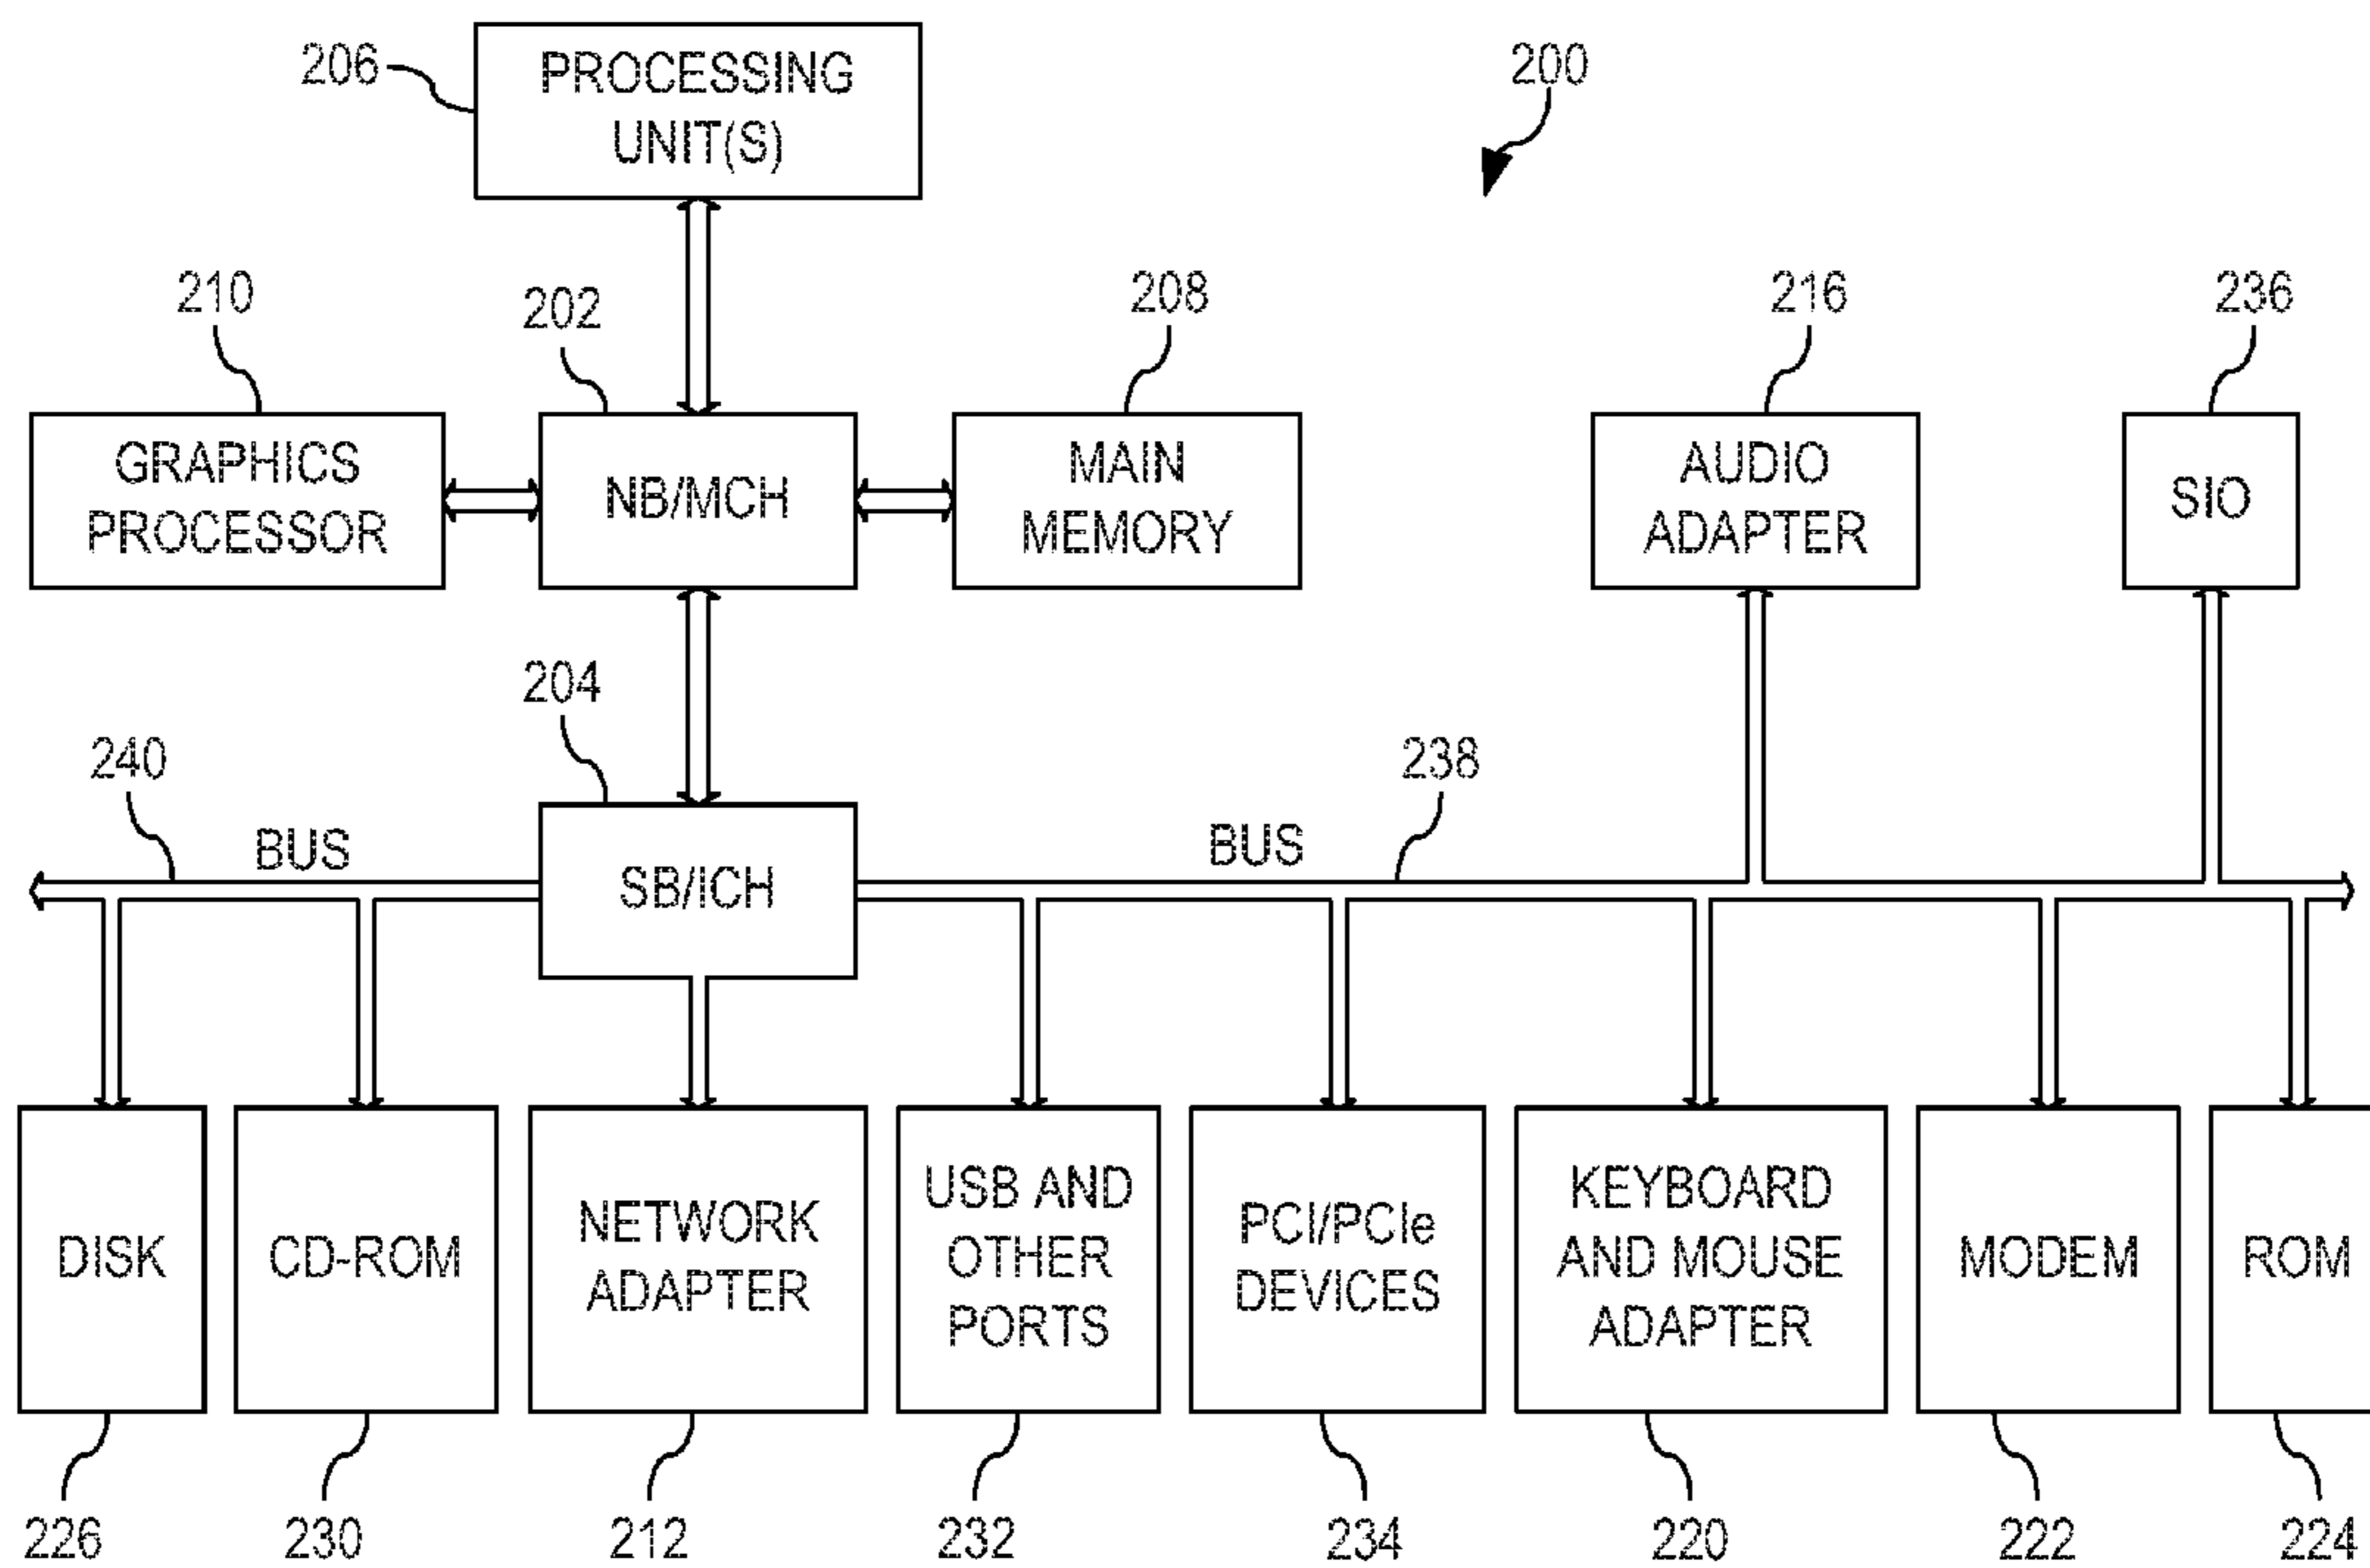 206
PROCESSING
UNIT(S)
200
210
202
208
216
236
GRAPHICS
PROCESSOR
NB/MCH
MAIN
MEMORY
AUDIO
ADAPTER
SIO
204
240
238
BUS
SB/ICH
BUS
DISK
CD-ROM
NETWORK
ADAPTER
USB AND
OTHER
PORTS
PCI/PCIe
DEVICES
KEYBOARD
AND MOUSE
ADAPTER
MODEM
ROM
226
230
212
232
234
220
222
224